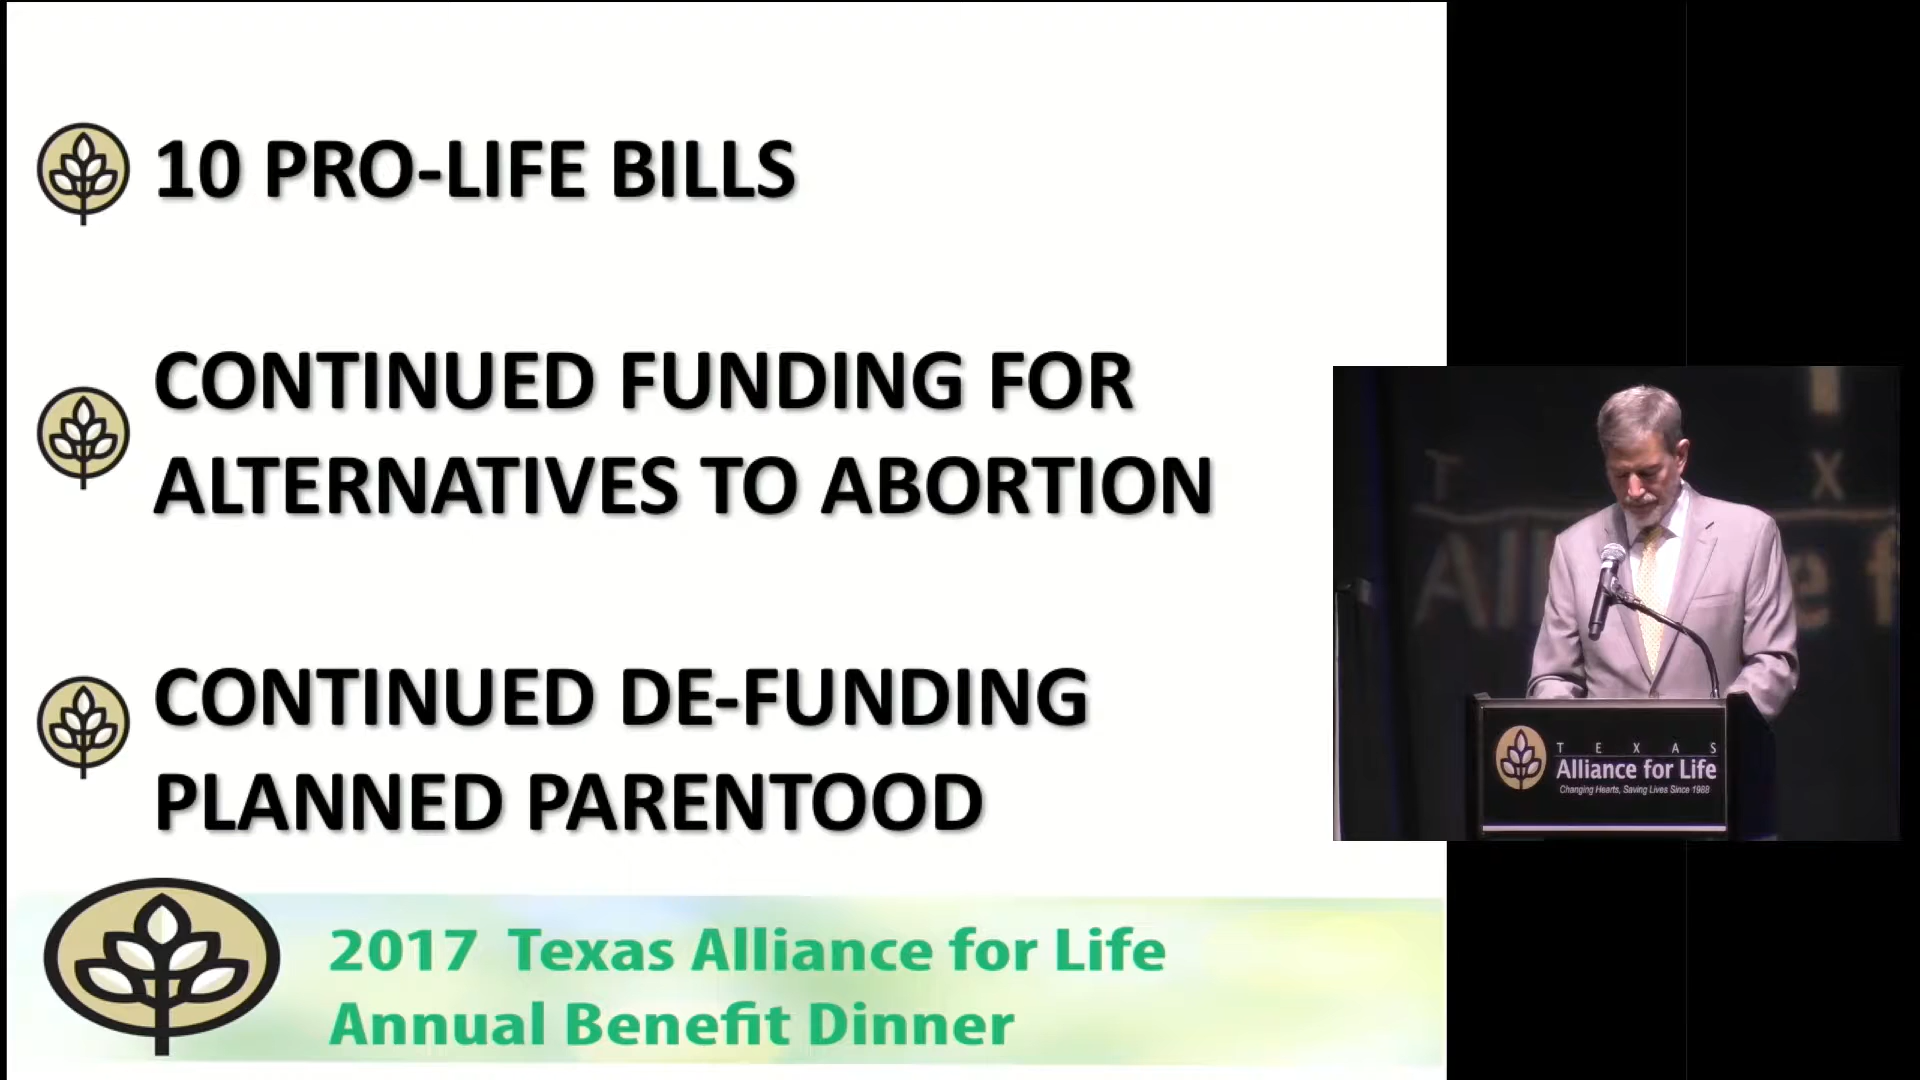 10 PRO-LIFE BILLS
CONTINUED FUNDING FOR
ALTERNATIVES TO ABORTION
CONTINUED DE-FUNDING
PLANNED PARENTOOD
2017 Texas Alliance for Life
Annual Benefit Dinner
TEXAS
Alliance for Life
Changing Hearts, Saving Lives Since 1988